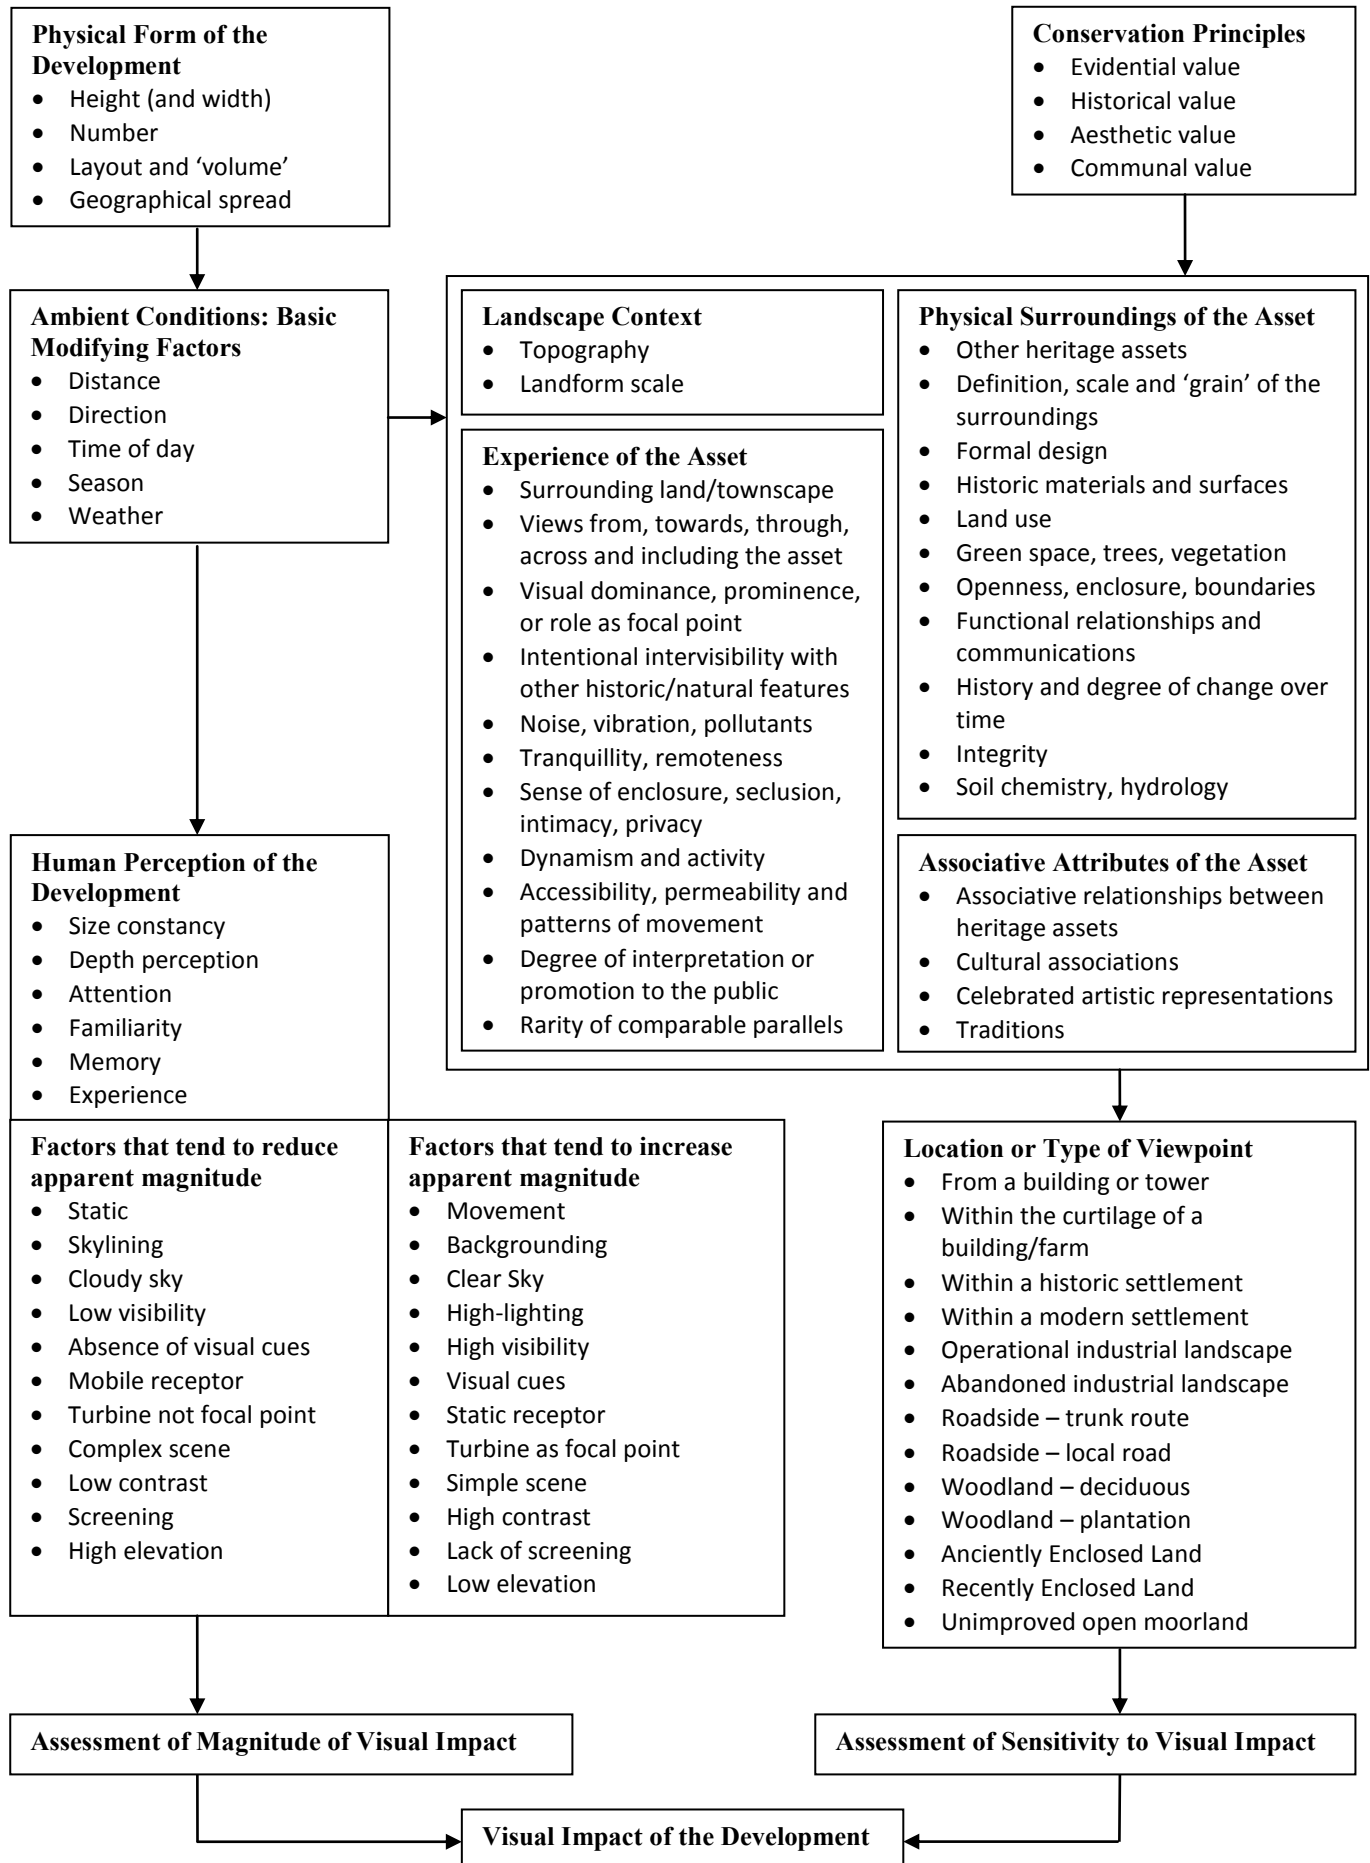 Physical Form of the
Development
• Height (and width)
• Number
• Layout and ‘volume’
• Geographical spread
Conservation Principles
• Evidential value
• Historical value
• Aesthetic value
• Communal value
Ambient Conditions: Basic
Modifying Factors
• Distance
• Direction
• Time of day
• Season
• Weather
Landscape Context
• Topography
• Landform scale
Experience of the Asset
• Surrounding land/townscape
• Views from, towards, through,
across and including the asset
• Visual dominance, prominence,
or role as focal point
• Intentional intervisibility with
other historic/natural features
• Noise, vibration, pollutants
• Tranquillity, remoteness
• Sense of enclosure, seclusion,
intimacy, privacy
• Dynamism and activity
• Accessibility, permeability and
patterns of movement
• Degree of interpretation or
promotion to the public
• Rarity of comparable parallels
Physical Surroundings of the Asset
• Other heritage assets
• Definition, scale and ‘grain’ of the
surroundings
• Formal design
• Historic materials and surfaces
• Land use
• Green space, trees, vegetation
• Openness, enclosure, boundaries
• Functional relationships and
communications
• History and degree of change over
time
• Integrity
• Soil chemistry, hydrology
Associative Attributes of the Asset
• Associative relationships between
heritage assets
• Cultural associations
• Celebrated artistic representations
• Traditions
Human Perception of the
Development
• Size constancy
• Depth perception
• Attention
• Familiarity
• Memory
• Experience
Factors that tend to reduce
apparent magnitude
• Static
• Skylining
• Cloudy sky
• Low visibility
• Absence of visual cues
• Mobile receptor
• Turbine not focal point
• Complex scene
• Low contrast
• Screening
• High elevation
Factors that tend to increase
apparent magnitude
• Movement
• Backgrounding
• Clear Sky
• High-lighting
• High visibility
• Visual cues
• Static receptor
• Turbine as focal point
• Simple scene
• High contrast
• Lack of screening
• Low elevation
Location or Type of Viewpoint
• From a building or tower
• Within the curtilage of a
building/farm
• Within a historic settlement
• Within a modern settlement
• Operational industrial landscape
• Abandoned industrial landscape
• Roadside – trunk route
• Roadside – local road
• Woodland – deciduous
• Woodland – plantation
• Anciently Enclosed Land
• Recently Enclosed Land
• Unimproved open moorland
Assessment of Magnitude of Visual Impact
Assessment of Sensitivity to Visual Impact
Visual Impact of the Development